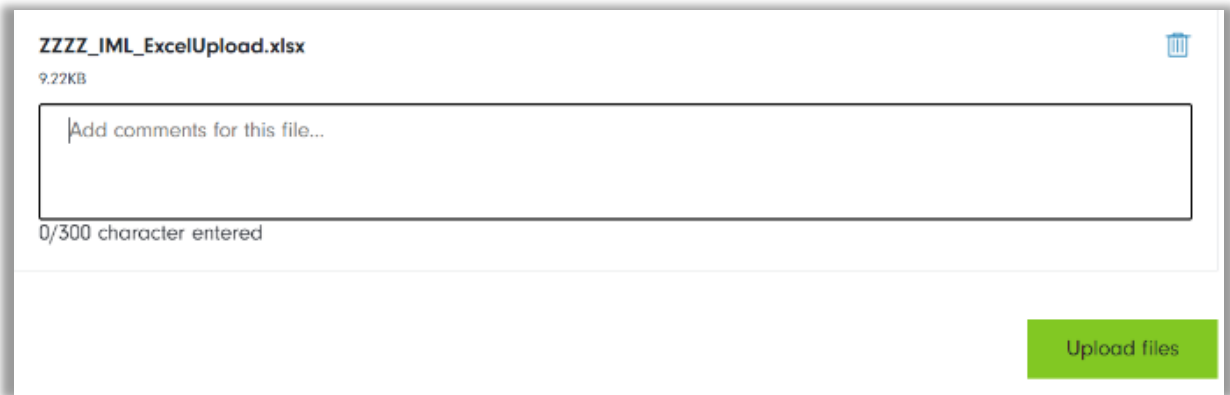 ZZZZ_IML_ExcelUpload.xlsx
9.22KB
Add comments for this file...
0/300 character entered
Upload files